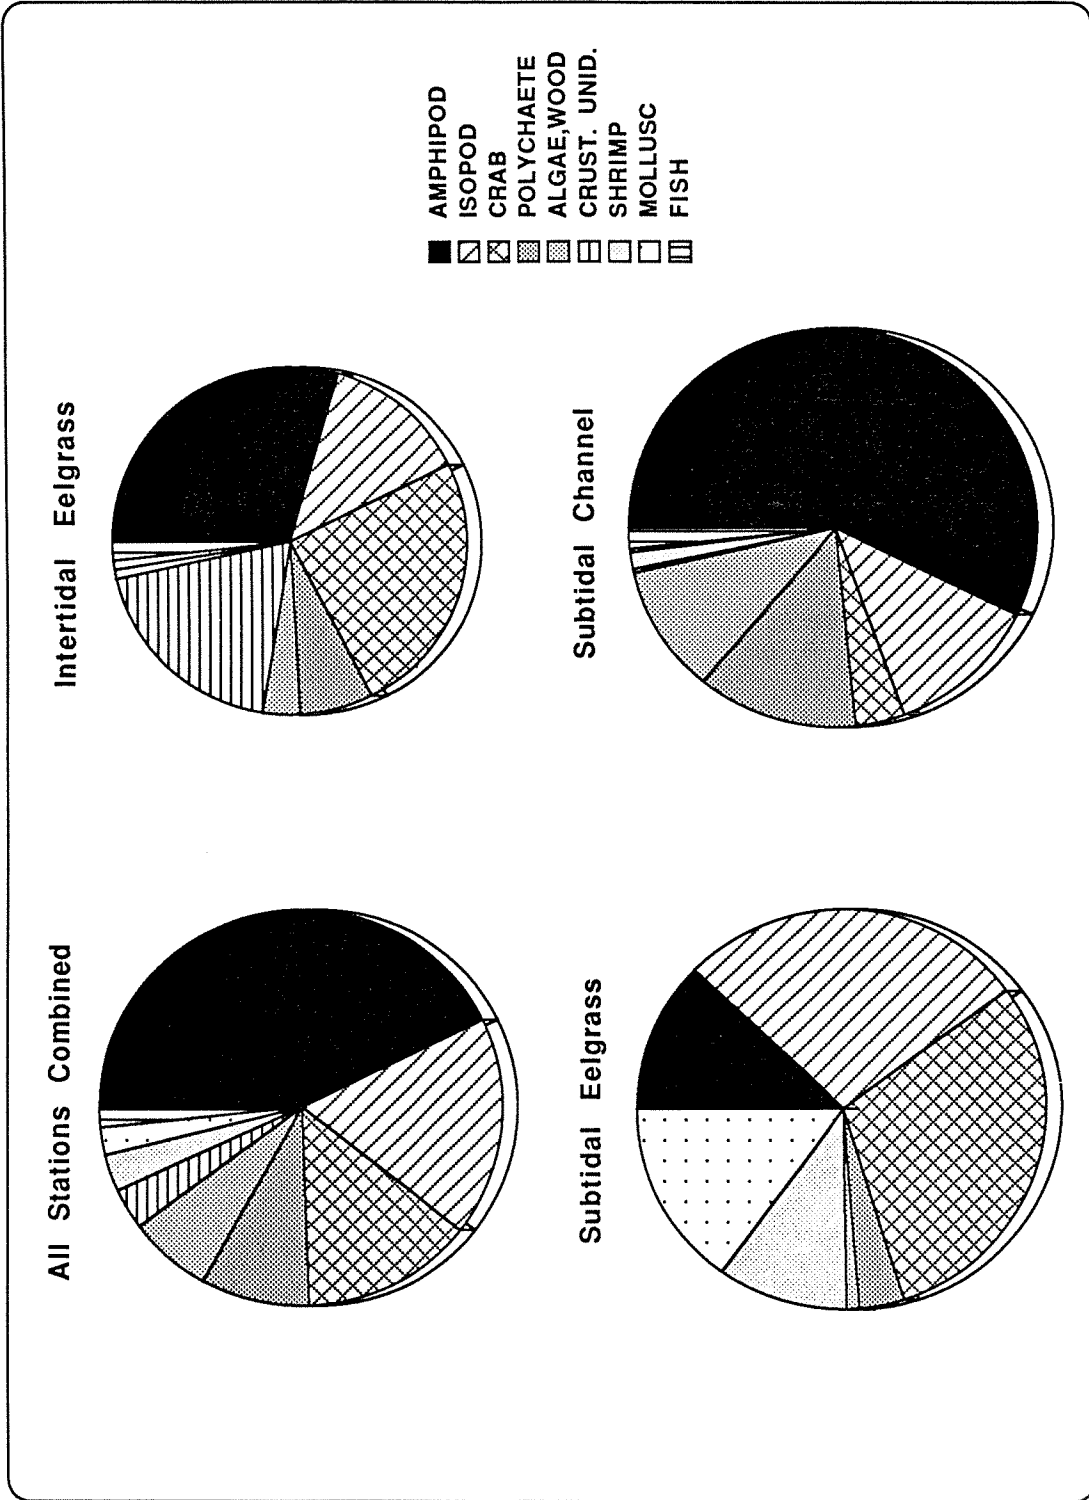 All Stations Combined
Intertidal Eelgrass
Subtidal Eelgrass
Subtidal Channel
AMPHIPOD
ISOPOD
CRAB
POLYCHAETE
ALGAE,WOOD
CRUST. UNID.
SHRIMP
MOLLUSC
FISH